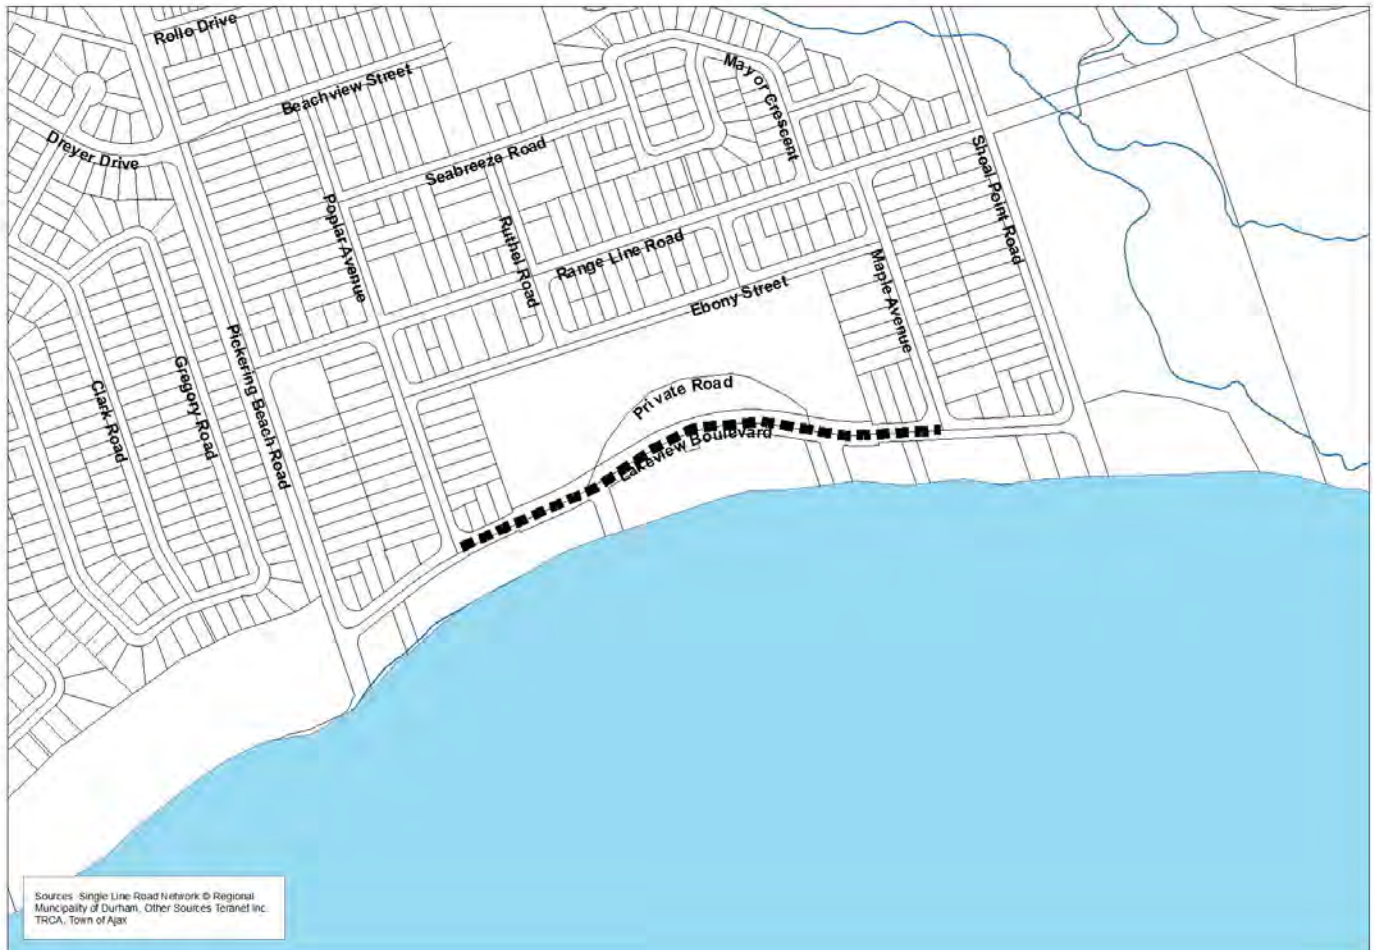 Rollo Drive
Beachview Street
Mayor Crescent
Dreyer Drive
Seabreeze Road
Shoal Point Road
Poplar Avenue
Ruthel Road
Range Line Road
Maple Avenue
Ebony Street
Pickering Beach Road
Gregory Road
Clark Road
Private Road
Lakeview Boulevard
Sources :Single Line Road Network © Regional
Muncipality of Durham, Other Sources Teranet Inc.
TRCA, Town of Ajax